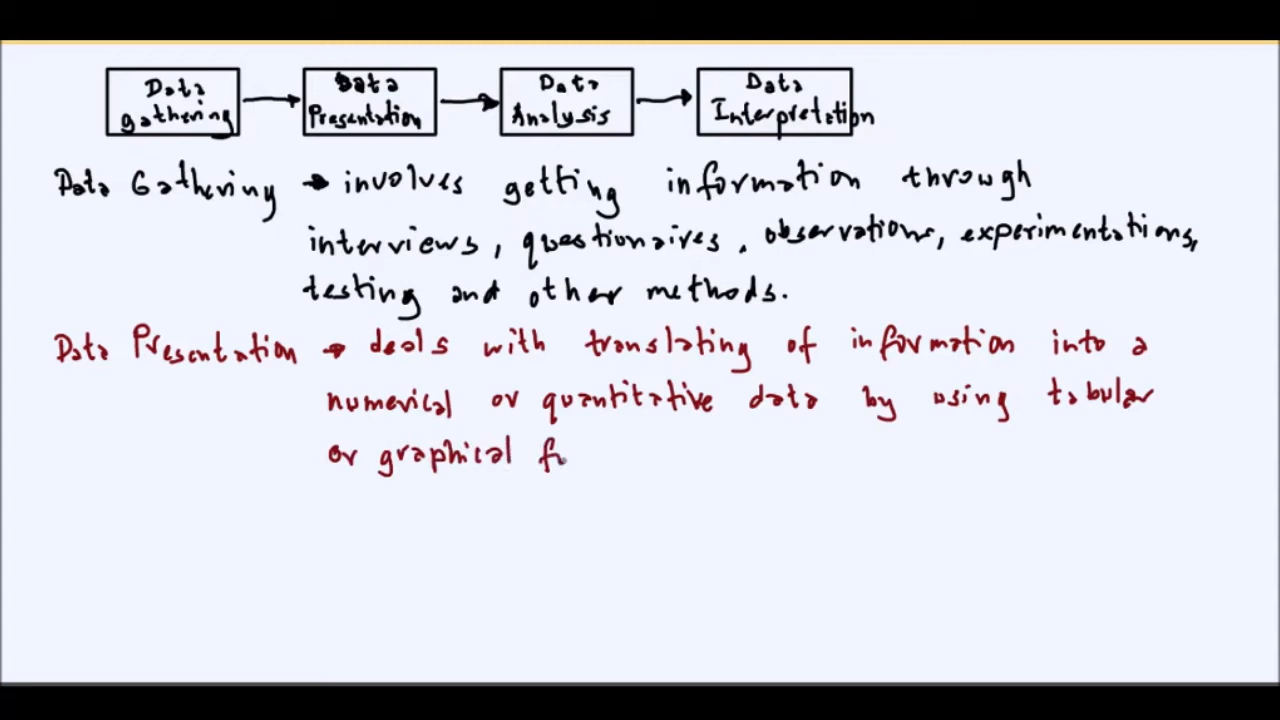 Data gathering → Data Presentation → Data Analysis → Data Interpretation
Data Gathering → involves getting information through
interviews, questionaires, observations, experimentations,
testing and other methods.
Data Presentation → deals with translating of information into a
numerical or quantitative data by using tabular
or graphical